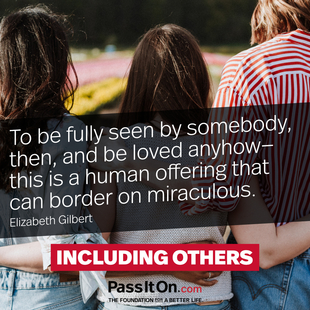 To be fully seen by somebody,
then, and be loved anyhow—
this is a human offering that
can border on miraculous.
Elizabeth Gilbert
INCLUDING OTHERS
PassItOn.com
THE FOUNDATION FOR A BETTER LIFE